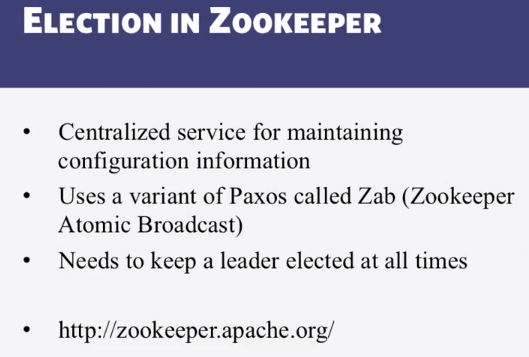 ELECTION IN ZOOKEEPER
• Centralized service for maintaining
configuration information
• Uses a variant of Paxos called Zab (Zookeeper
Atomic Broadcast)
• Needs to keep a leader elected at all times
• http://zookeeper.apache.org/